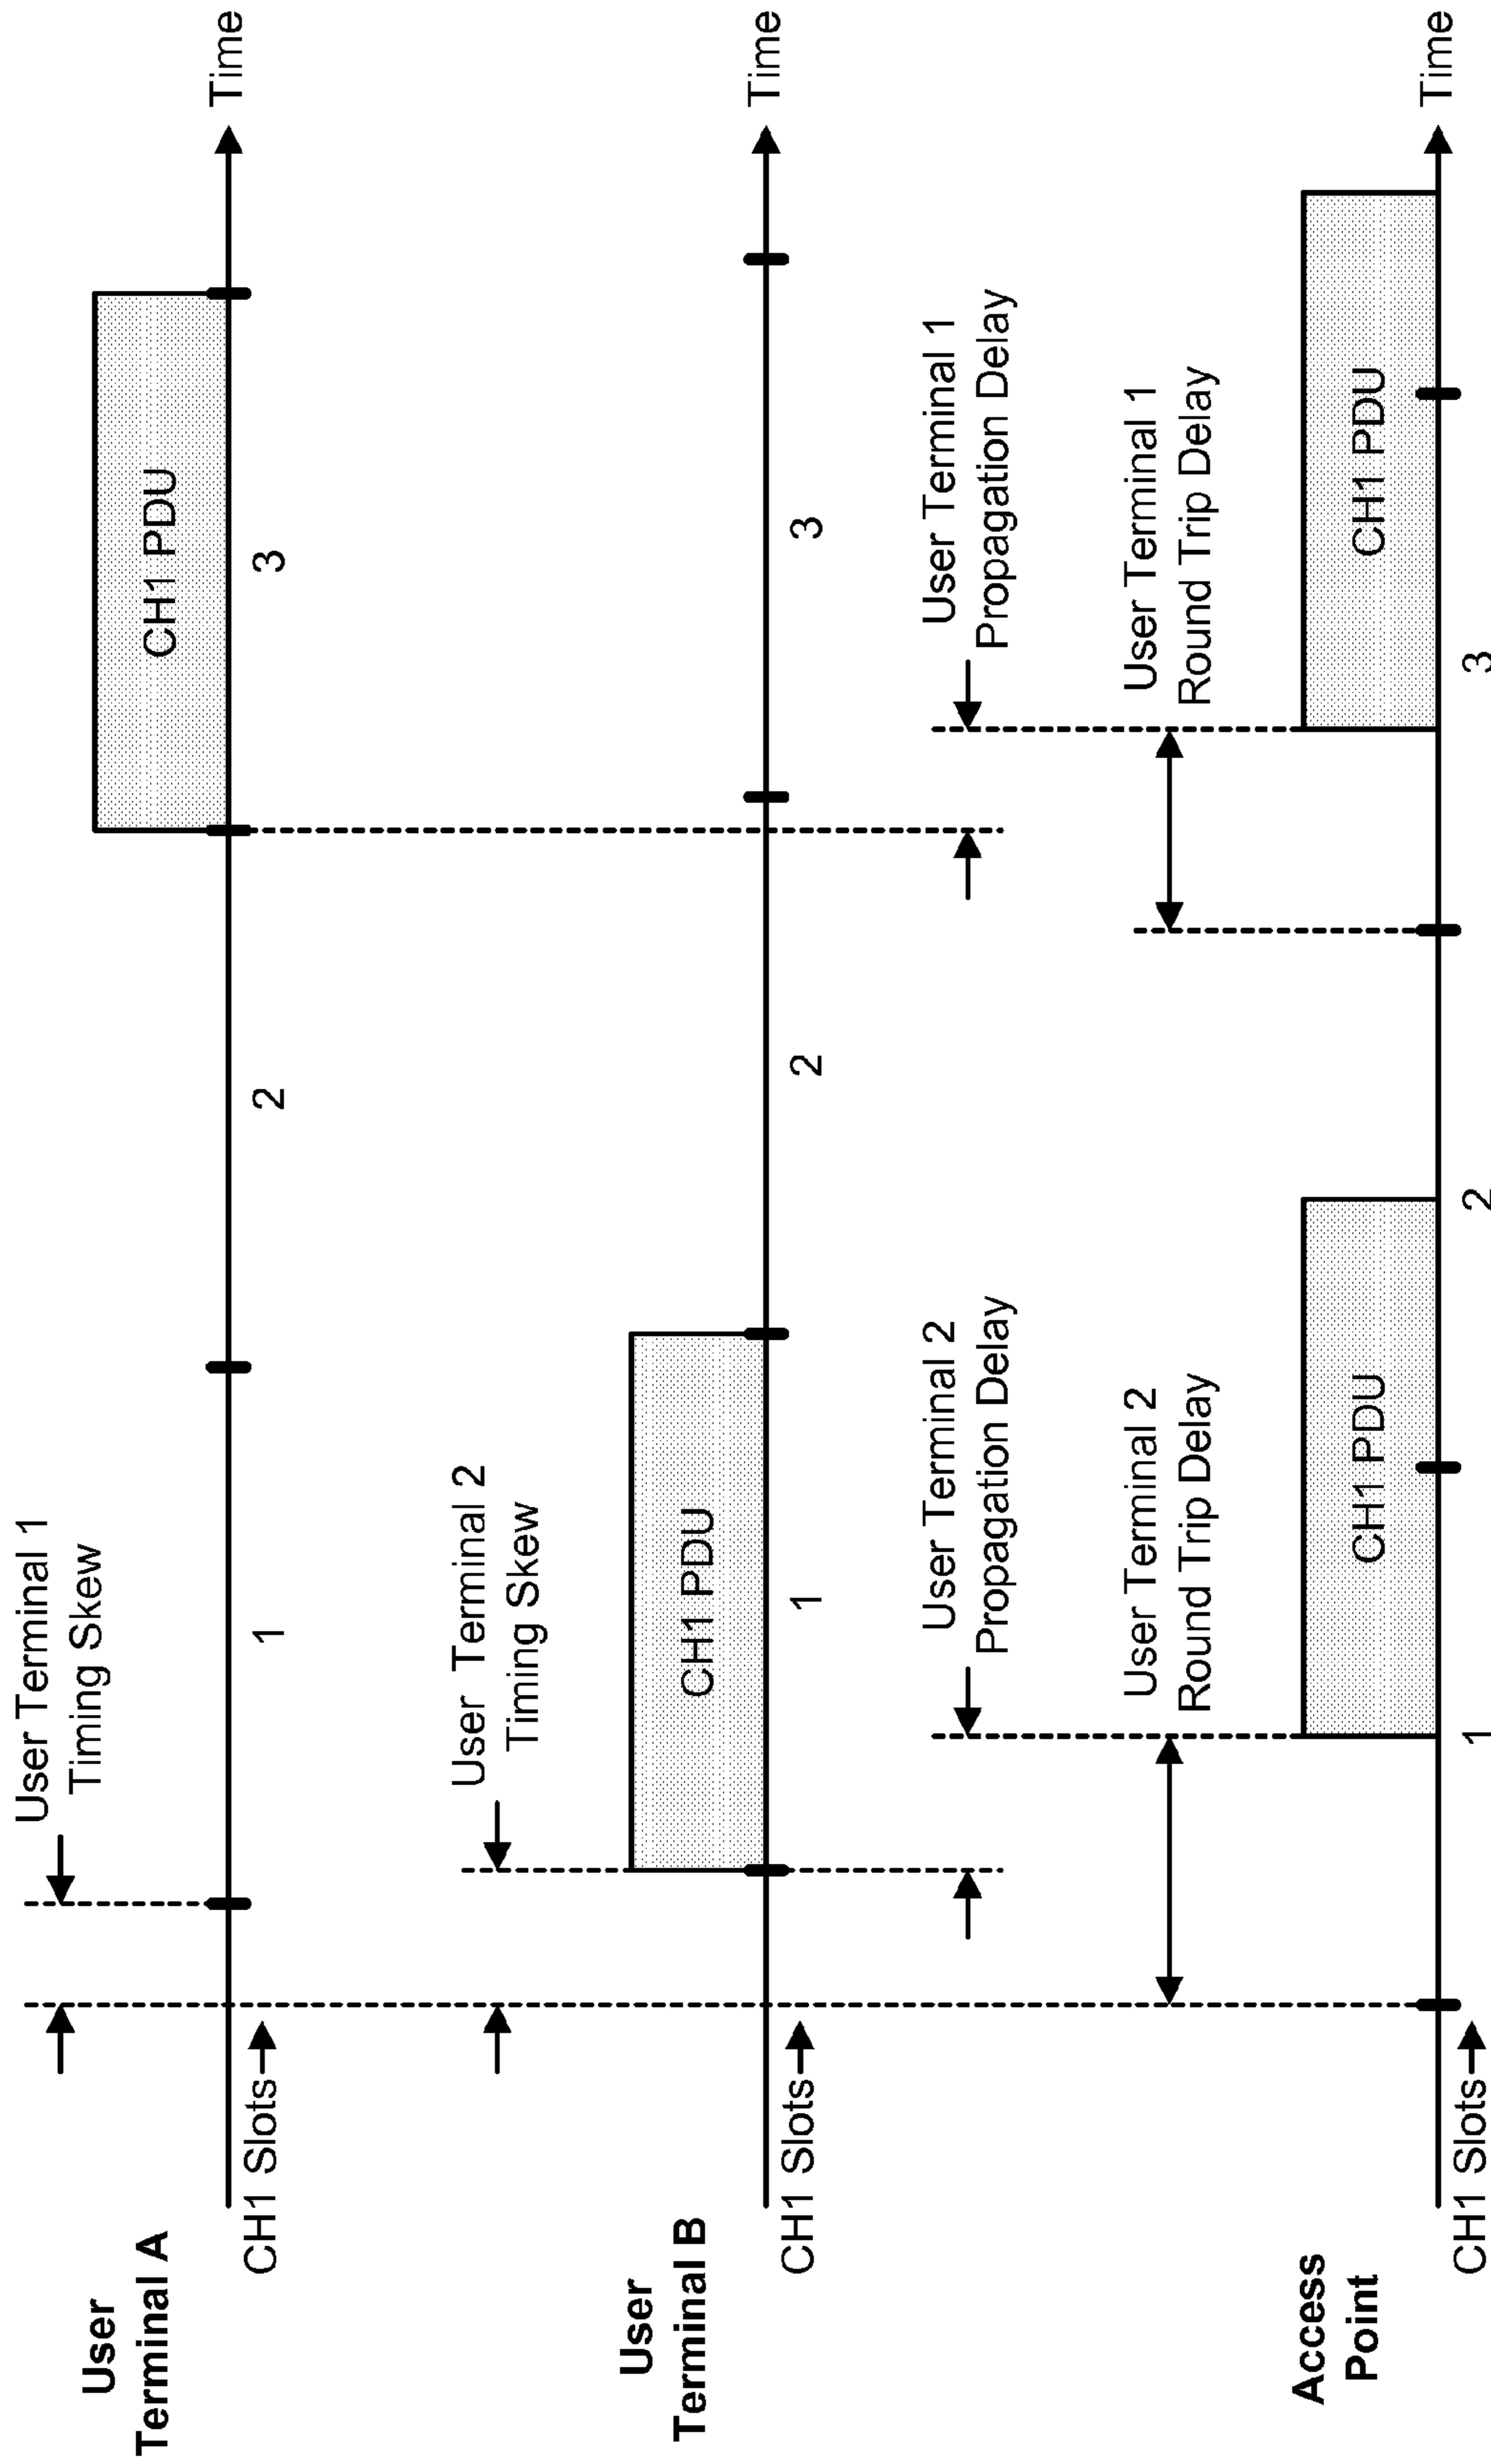 User Terminal 1
Timing Skew
User
Terminal A
CH1 PDU
Time
CH1 Slots
1
2
3
User Terminal 2
Timing Skew
User
Terminal B
CH1 PDU
Time
CH1 Slots
1
2
3
User Terminal 2
Propagation Delay
User Terminal 1
Propagation Delay
User Terminal 2
Round Trip Delay
User Terminal 1
Round Trip Delay
Access
Point
CH1 PDU
CH1 PDU
Time
CH1 Slots
1
2
3